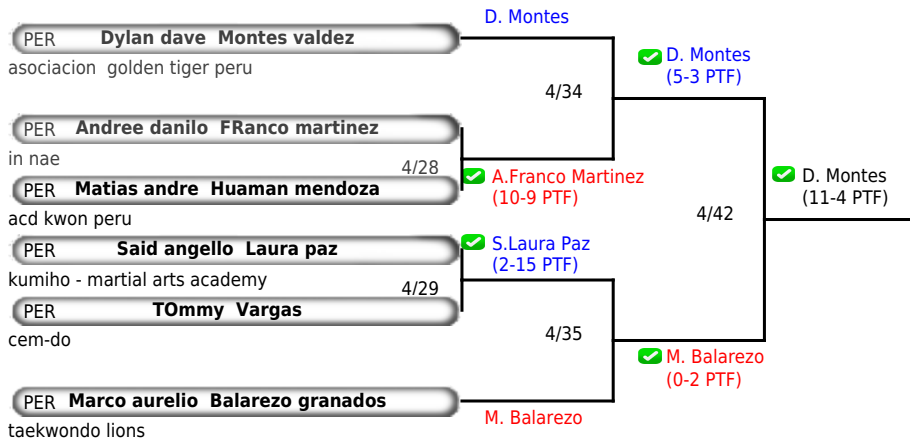 D. Montes
PER Dylan dave Montes valdez
asociacion golden tiger peru
D. Montes
(5-3 PTF)
4/34
PER Andree danilo FRanco martinez
in nae
4/28
A.Franco Martinez
(10-9 PTF)
PER Matias andre Huaman mendoza
acd kwon peru
D. Montes
(11-4 PTF)
4/42
PER Said angello Laura paz
kumiho - martial arts academy
S.Laura Paz
(2-15 PTF)
4/29
PER TOmmy Vargas
cem-do
4/35
M. Balarezo
(0-2 PTF)
PER Marco aurelio Balarezo granados
taekwondo lions
M. Balarezo